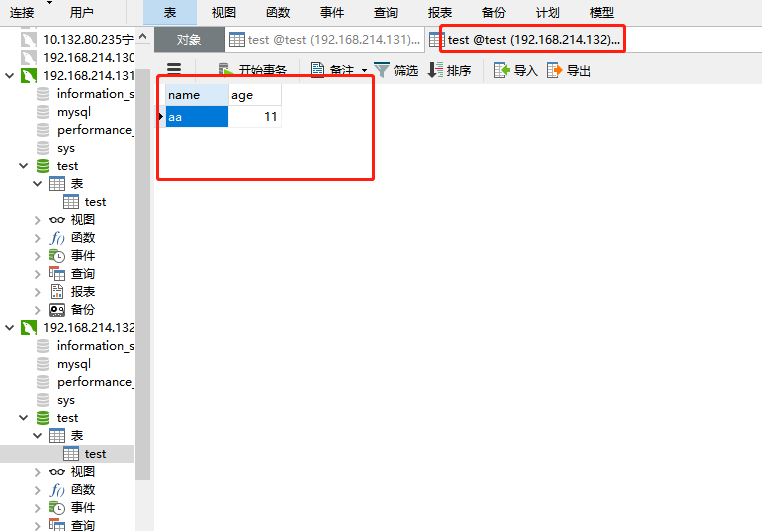 连接 用户 表 视图 函数 事件 查询 报表 备份 计划 模型
对象 test @test (192.168.214.131)... test @test (192.168.214.132)...
开始事务 备注 筛选 排序 导入 导出
name age
aa 11
10.132.80.235宁
192.168.214.130
192.168.214.131
information_s
mysql
performance_
sys
test
表
test
视图
函数
事件
查询
报表
备份
192.168.214.132
information_s
mysql
performance_
sys
test
表
test
视图
函数
事件
查询